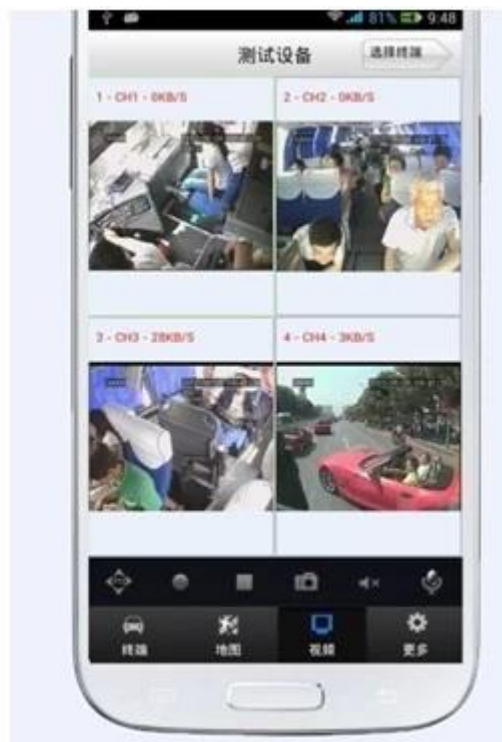 81% 9:48
测试设备 选择终端
1 - CH1 - 0KB/S
2 - CH2 - 0KB/S
3 - CH3 - 28KB/S
4 - CH4 - 3KB/S
终端 地图 视频 更多